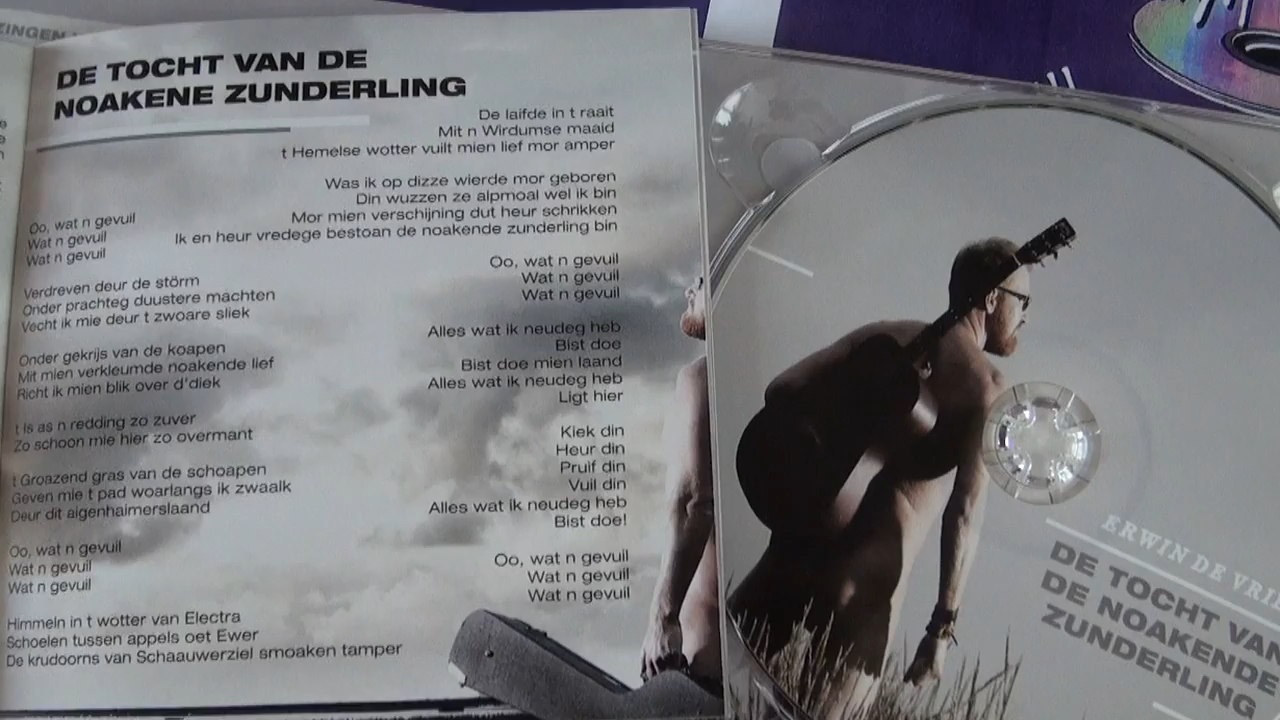 ZINGEN
DE TOCHT VAN DE
NOAKENE ZUNDERLING
Oo, wat n gevuil
Wat n gevuil
Wat n gevuil
Verdreven deur de störm
Onder prachteg duustere machten
Vecht ik mie deur t zwoare sliek
Onder gekrijs van de koapen
Mit mien verkleumde noakende lief
Richt ik mien blik over d'diek
t is as n redding zo zuver
Zo schoon mie hier zo overmant
t Groazend gras van de schoapen
Geven mie t pad woarlangs ik zwaalk
Deur dit aigenhaimerslaand
Oo, wat n gevuil
Wat n gevuil
Wat n gevuil
Himmeln in t wotter van Electra
Schoelen tussen appels oet Ewer
De krudoorns van Schaauwerziel smoaken tamper
De laifde in t raait
Mit n Wirdumse maaid
t Hemelse wotter vuilt mien lief mor amper
Was ik op dizze wierde mor geboren
Din wuzzen ze alpmoal wel ik bin
Mor mien verschijning dut heur schrikken
Ik en heur vredege bestoan de noakende zunderling bin
Oo, wat n gevuil
Wat n gevuil
Wat n gevuil
Alles wat ik neudeg heb
Bist doe
Bist doe mien laand
Alles wat ik neudeg heb
Ligt hier
Kiek din
Heur din
Pruif din
Vuil din
Alles wat ik neudeg heb
Bist doe!
Oo, wat n gevuil
Wat n gevuil
Wat n gevuil
ERWIN DE VRIE
DE TOCHT VAN
DE NOAKENDE
ZUNDERLING